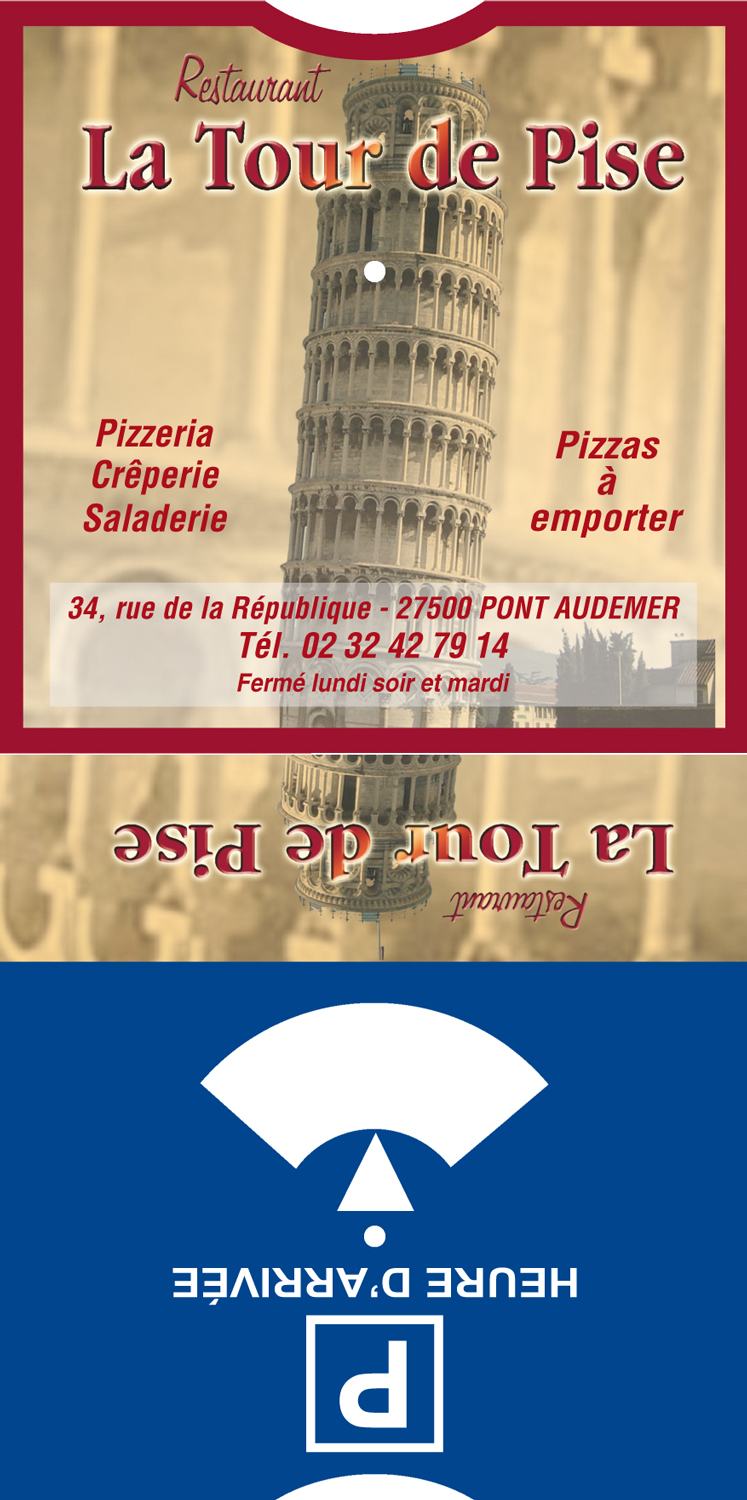 Restaurant
La Tour de Pise
Pizzeria
Crêperie
Saladerie
Pizzas
à
emporter
34, rue de la République - 27500 PONT AUDEMER
Tél. 02 32 42 79 14
Fermé lundi soir et mardi
Restaurant
La Tour de Pise
P
HEURE D'ARRIVÉE